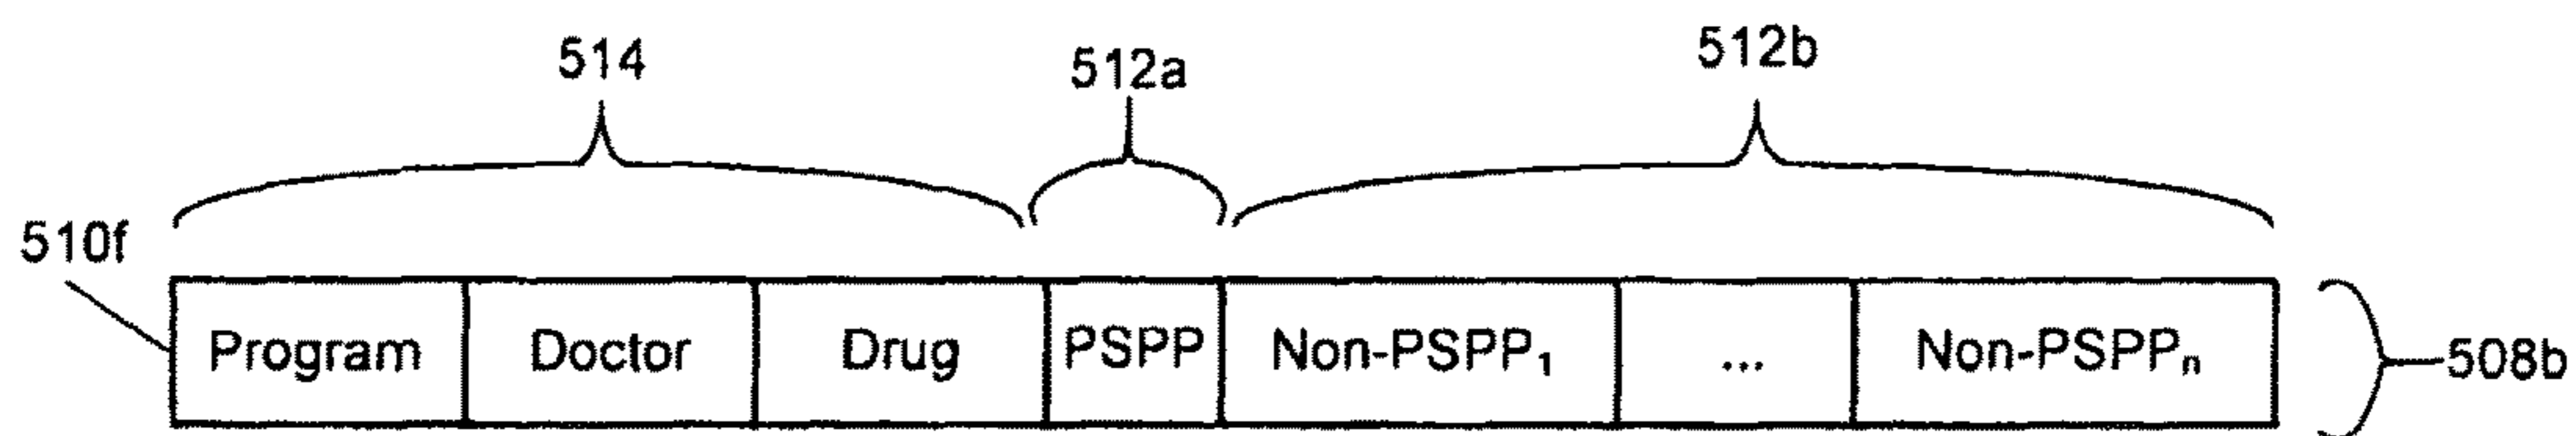 514 512a 512b
510f
Program Doctor Drug PSPP Non-PSPP₁ ... Non-PSPPₙ 508b